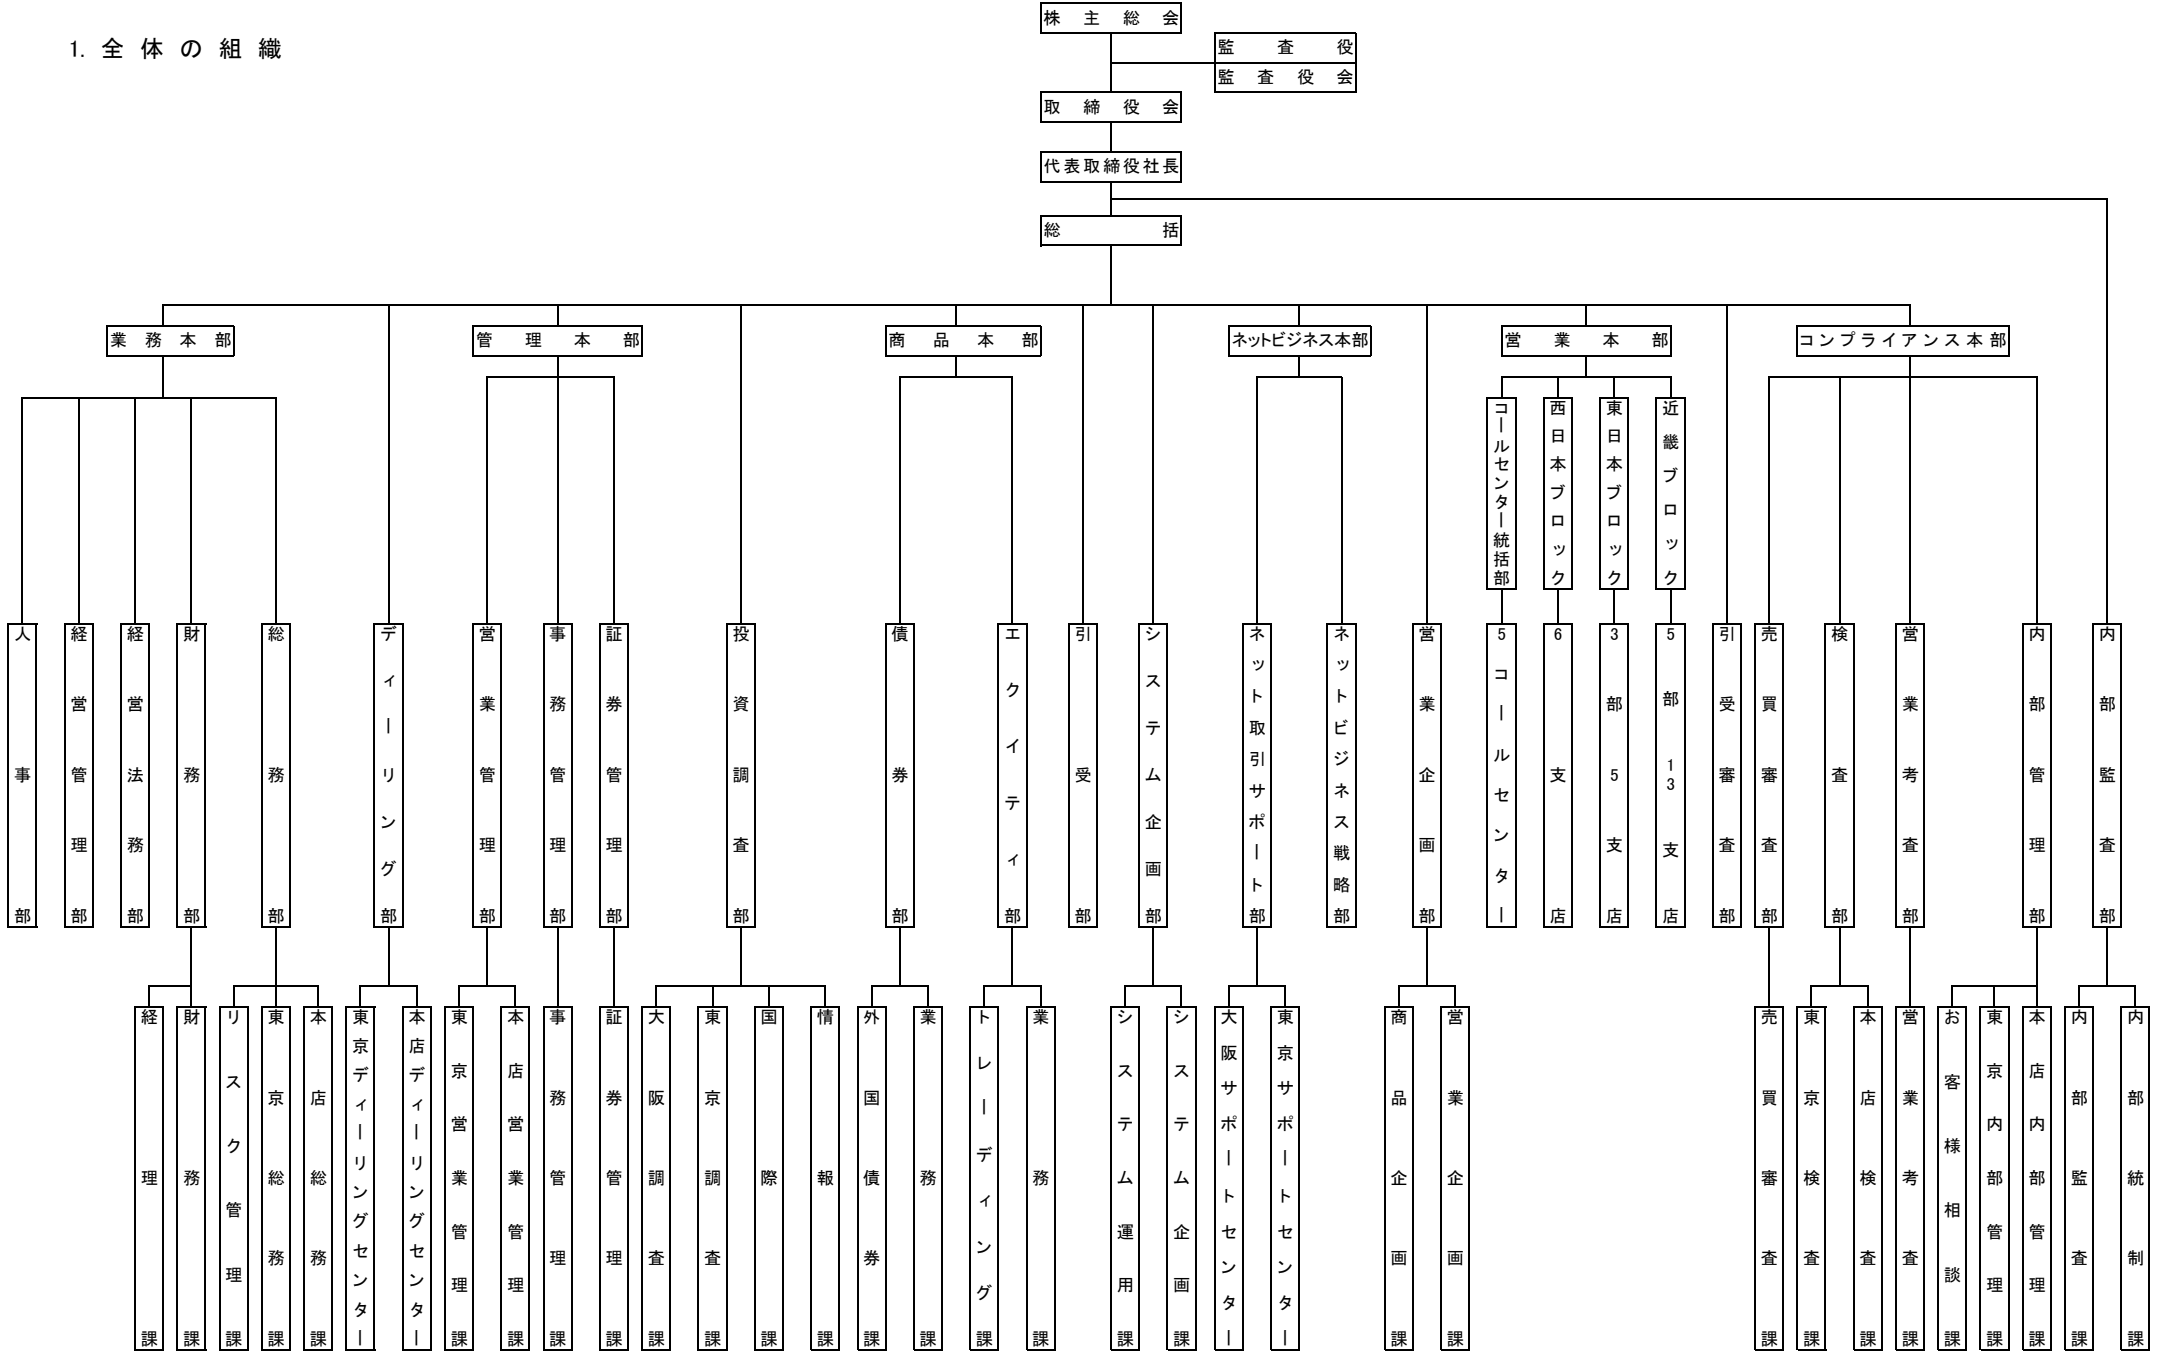 1. 全体の組織
株主総会
監査役
監査役会
取締役会
代表取締役社長
総括
業務本部
管理本部
商品本部
ネットビジネス本部
営業本部
コンプライアンス本部
コールセンター統括部
西日本ブロック
東日本ブロック
近畿ブロック
人事部
経営管理部
経営法務部
財務部
総務部
ディーリング部
営業管理部
事務管理部
証券管理部
投資調査部
債券部
エクイティ部
引受部
システム企画部
ネット取引サポート部
ネットビジネス戦略部
営業企画部
5コールセンター
6支店
3部5支店
5部13支店
引受審査部
売買審査部
検査部
営業考査部
内部管理部
内部監査部
経理課
財務課
リスク管理課
東京総務課
本店総務課
東京ディーリングセンター
本店ディーリングセンター
東京営業管理課
本店営業管理課
事務管理課
証券管理課
大阪調査課
東京調査課
国際課
情報課
外国債券課
業務課
トレーディング課
業務課
システム運用課
システム企画課
大阪サポートセンター
東京サポートセンター
商品企画課
営業企画課
売買審査課
東京検査課
本店検査課
営業考査課
お客様相談課
東京内部管理課
本店内部管理課
内部監査課
内部統制課